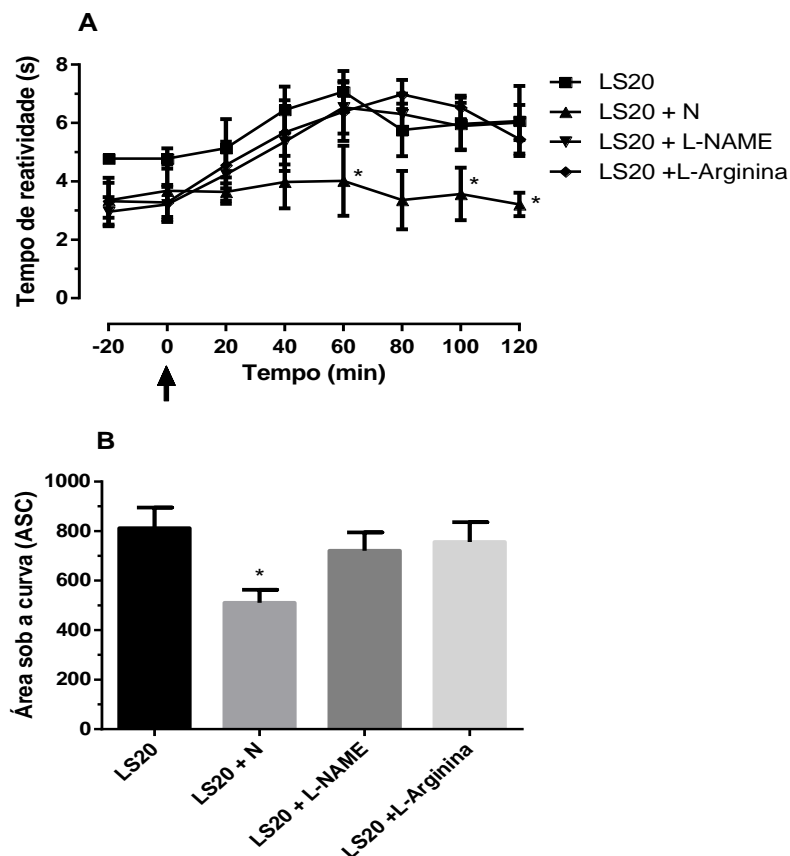 A
Tempo de reatividade (s)
8
6
4
2
0
* * *
-20 0 20 40 60 80 100 120
Tempo (min)
LS20
LS20 + N
LS20 + L-NAME
LS20 +L-Arginina
B
Área sob a curva (ASC)
1000
800
600
400
200
0
*
LS20
LS20 + N
LS20 + L-NAME
LS20 +L-Arginina